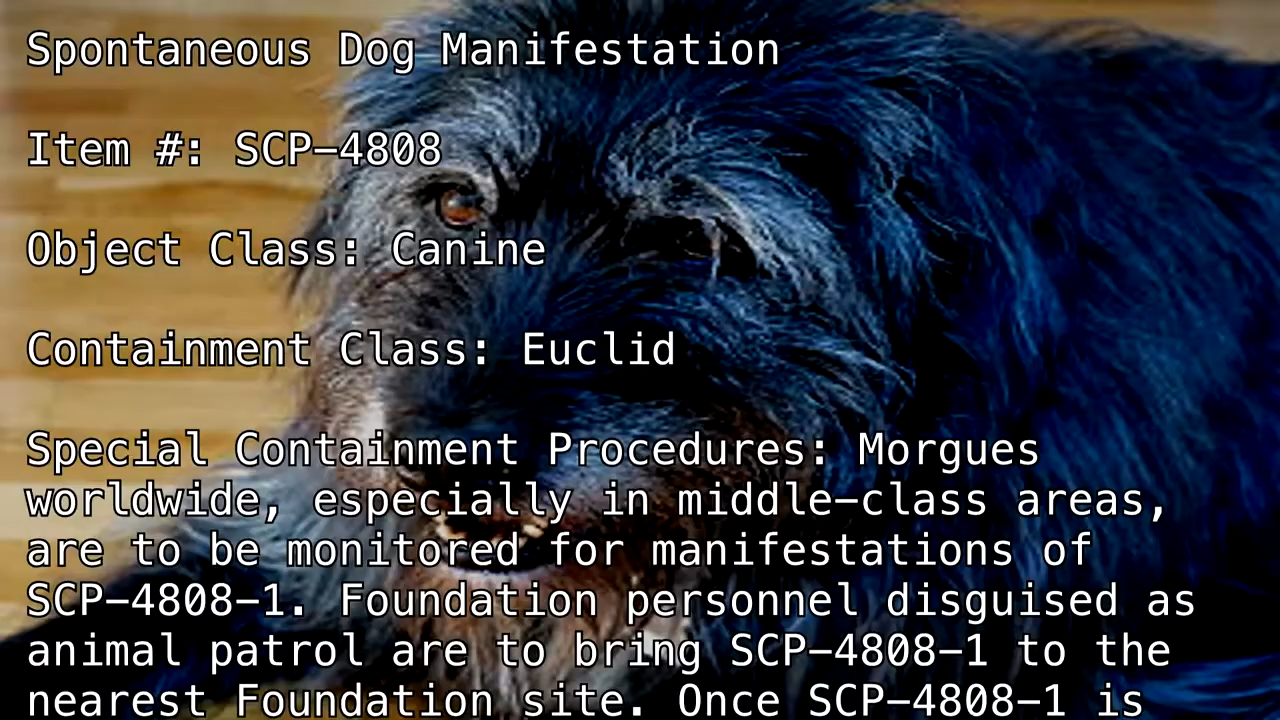 Spontaneous Dog Manifestation
Item #: SCP-4808
Object Class: Canine
Containment Class: Euclid
Special Containment Procedures: Morgues
worldwide, especially in middle-class areas,
are to be monitored for manifestations of
SCP-4808-1. Foundation personnel disguised as
animal patrol are to bring SCP-4808-1 to the
nearest Foundation site. Once SCP-4808-1 is